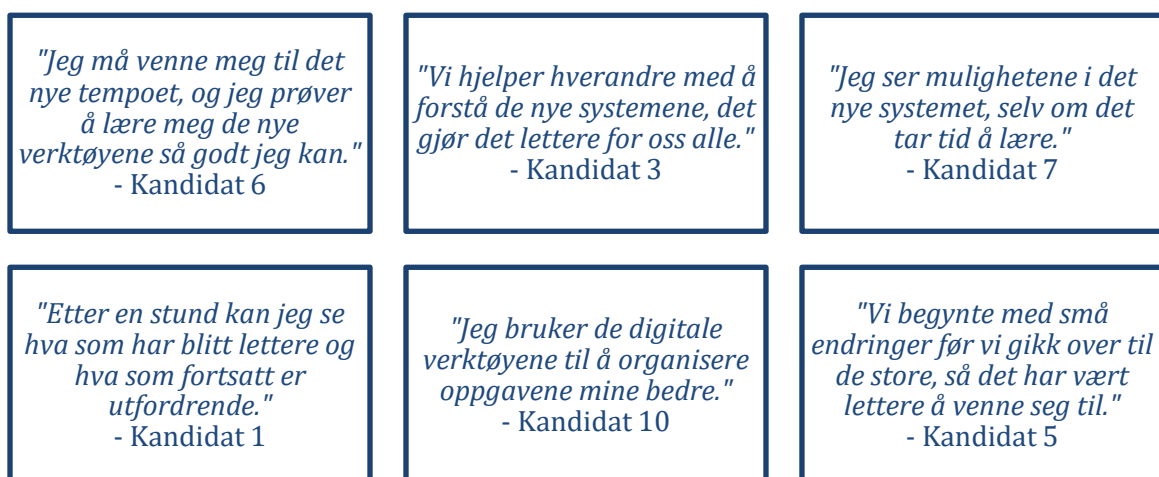 "Jeg må venne meg til det
nye tempoet, og jeg prøver
å lære meg de nye
verktøyene så godt jeg kan."
- Kandidat 6
"Vi hjelper hverandre med å
forstå de nye systemene, det
gjør det lettere for oss alle."
- Kandidat 3
"Jeg ser mulighetene i det
nye systemet, selv om det
tar tid å lære."
- Kandidat 7
"Etter en stund kan jeg se
hva som har blitt lettere og
hva som fortsatt er
utfordrende."
- Kandidat 1
"Jeg bruker de digitale
verktøyene til å organisere
oppgavene mine bedre."
- Kandidat 10
"Vi begynte med små
endringer før vi gikk over til
de store, så det har vært
lettere å venne seg til."
- Kandidat 5